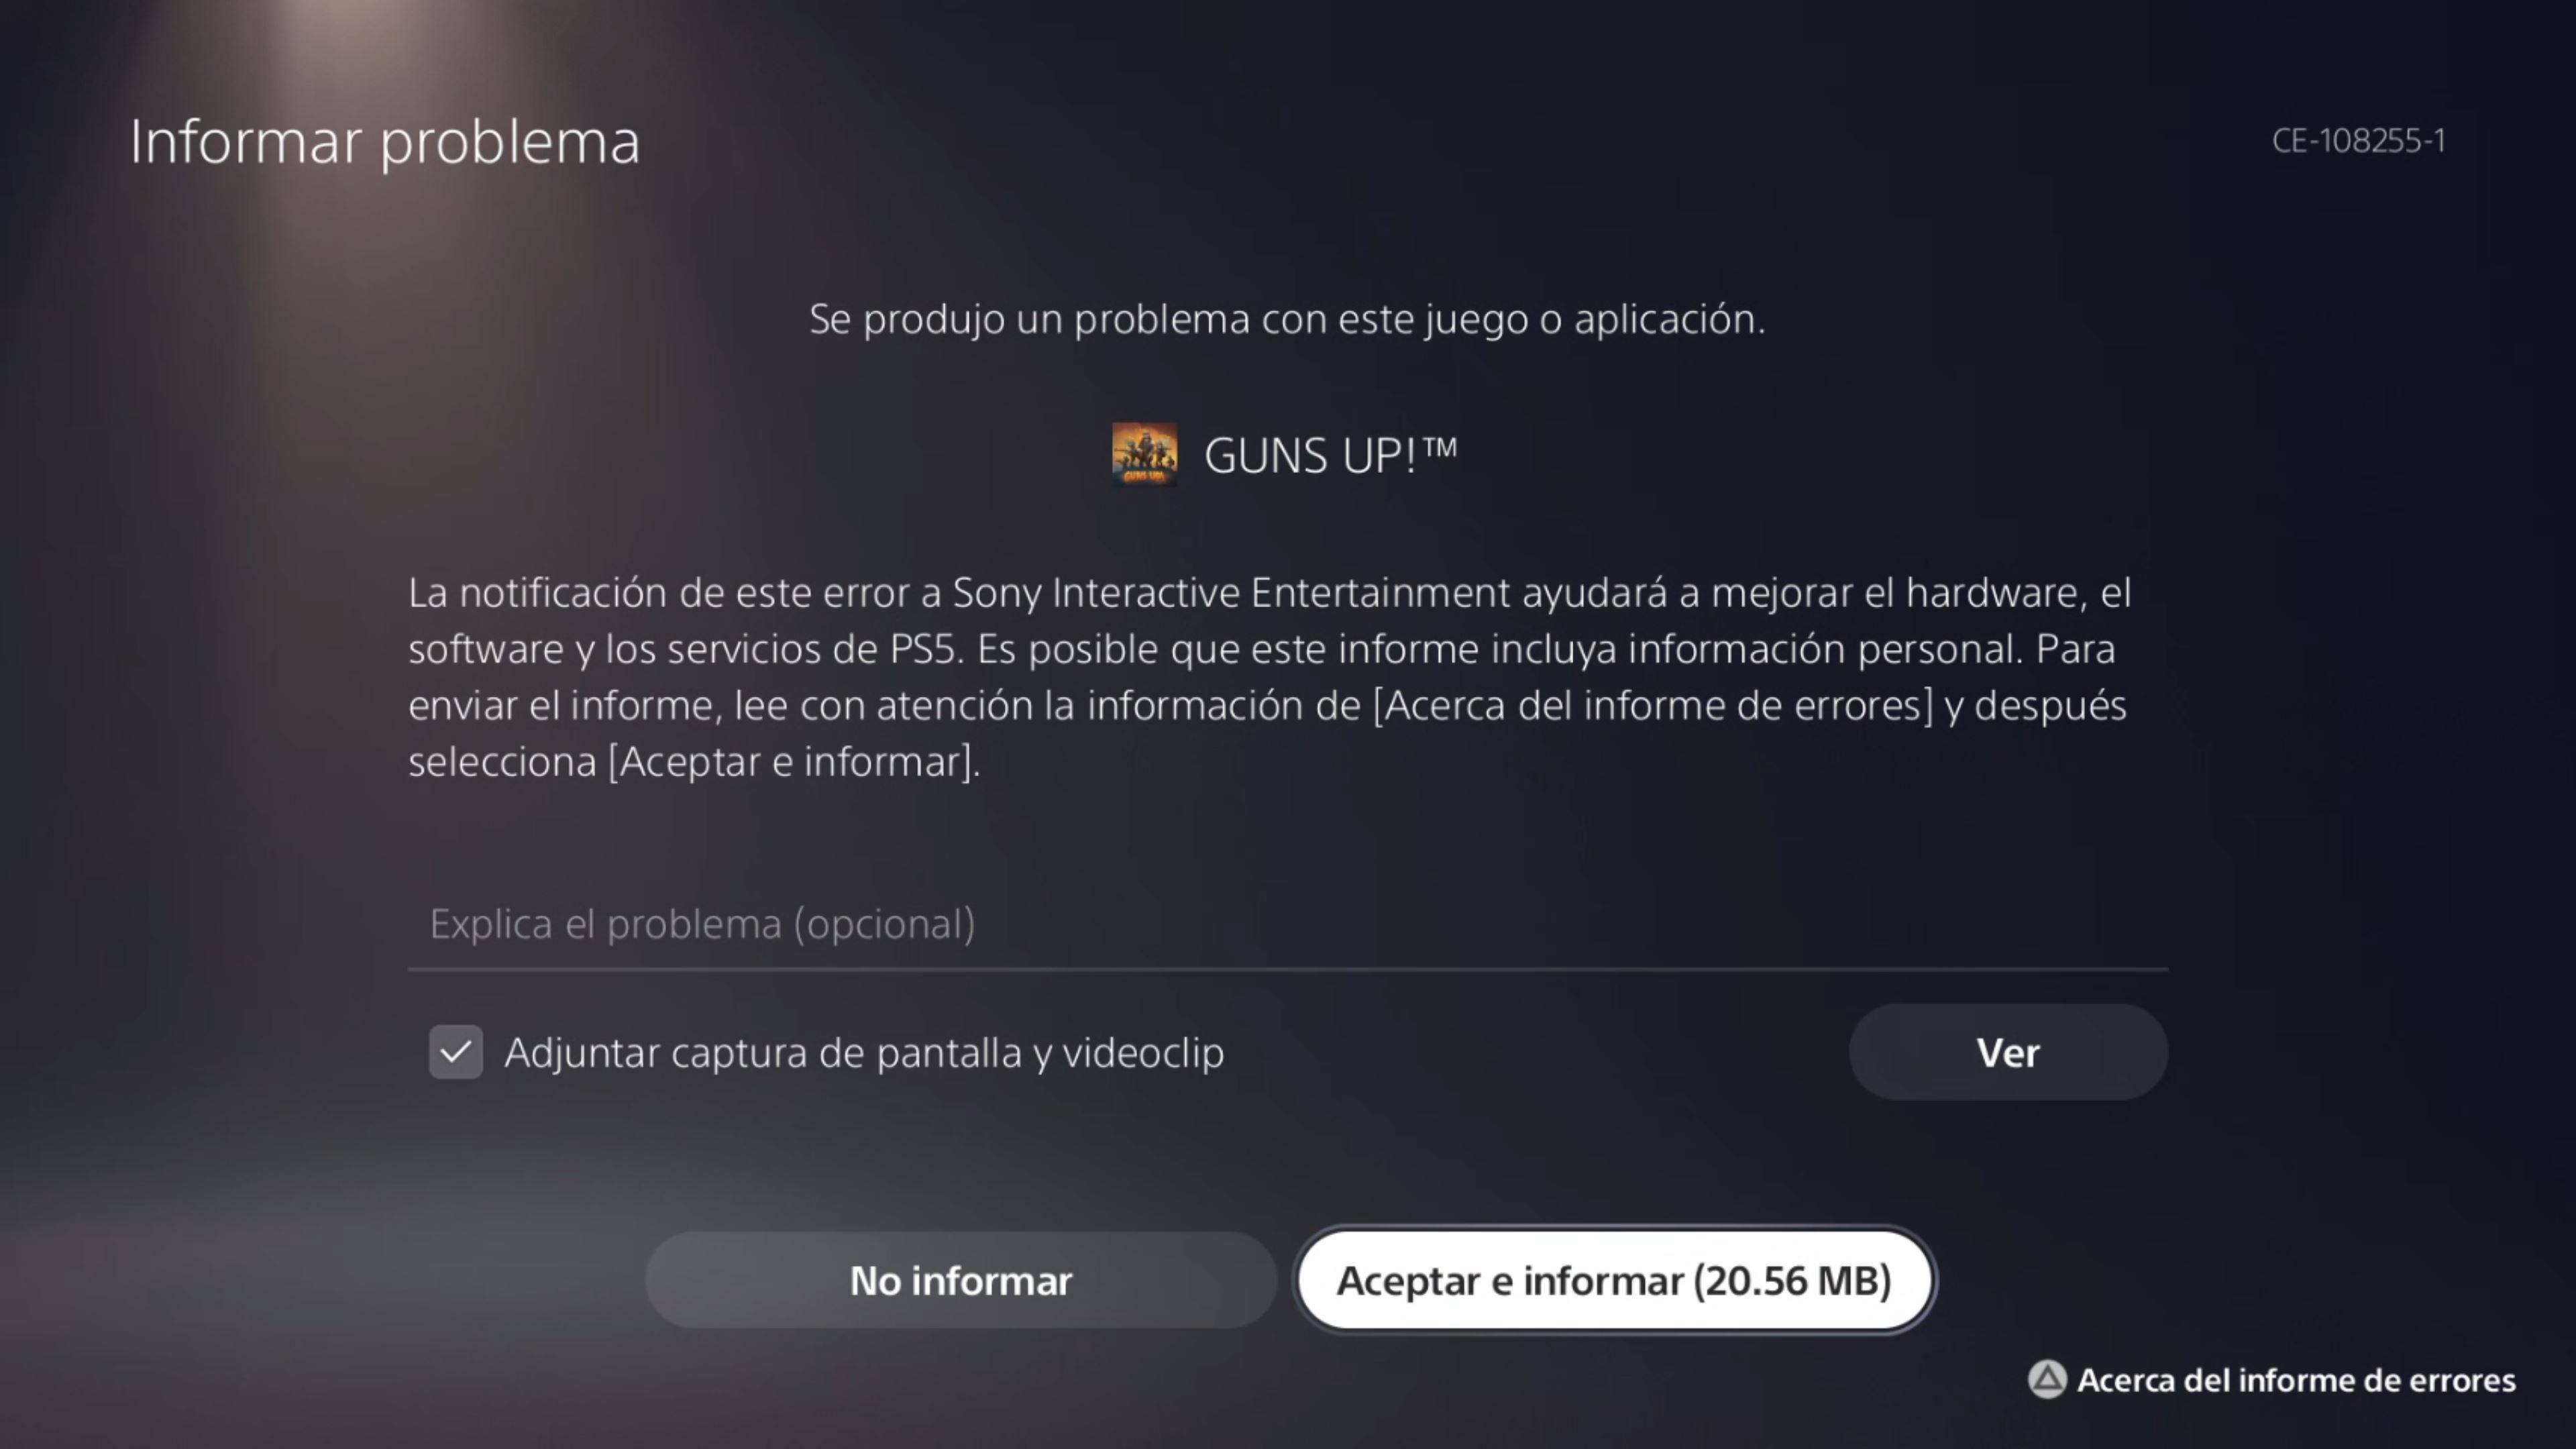 Informar problema
CE-108255-1
Se produjo un problema con este juego o aplicación.
GUNS UP!
GUNS UP!™
La notificación de este error a Sony Interactive Entertainment ayudará a mejorar el hardware, el
software y los servicios de PS5. Es posible que este informe incluya información personal. Para
enviar el informe, lee con atención la información de [Acerca del informe de errores] y después
selecciona [Aceptar e informar].
Explica el problema (opcional)
Adjuntar captura de pantalla y videoclip
Ver
No informar
Aceptar e informar (20.56 MB)
Acerca del informe de errores